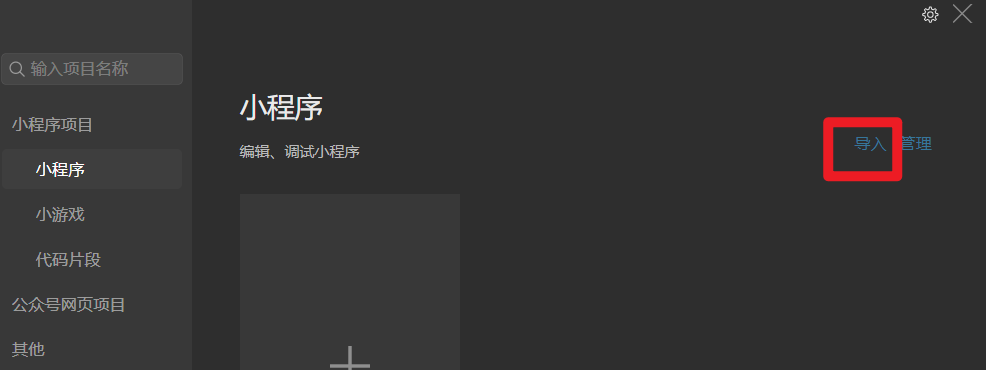 输入项目名称
小程序项目
小程序
小游戏
代码片段
公众号网页项目
其他
小程序
编辑、调试小程序
导入 管理